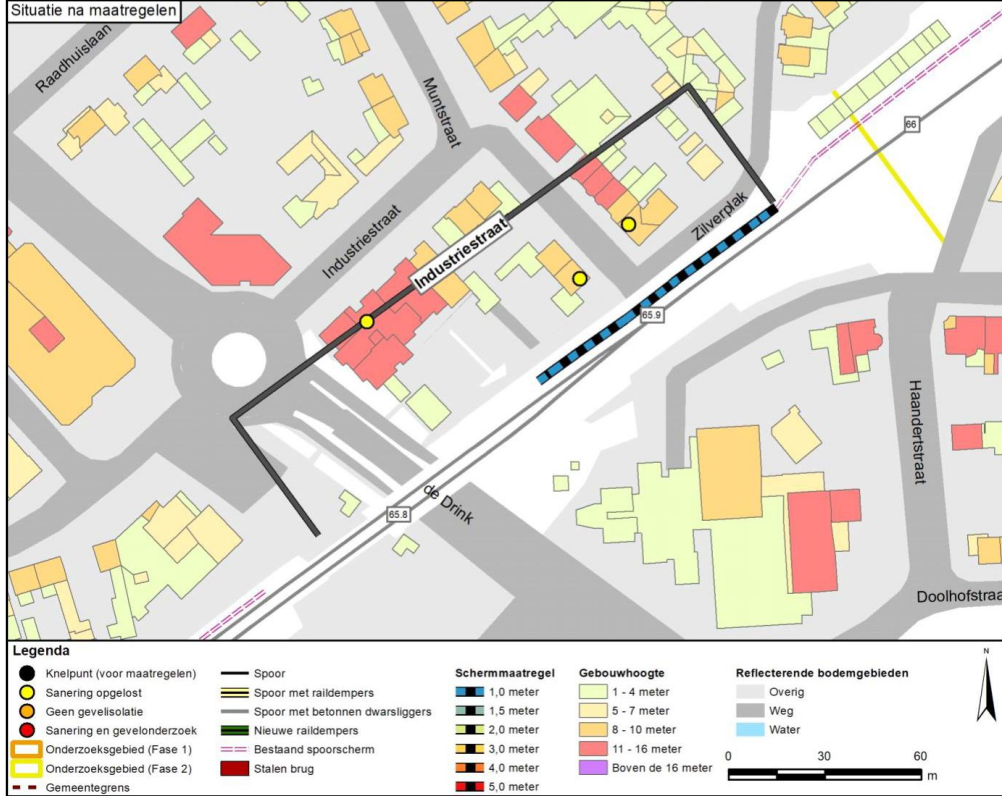 Situatie na maatregelen
Raadhuislaan
Muntstraat
66
Industriestraat
Industriestraat
Zilverplak
65.9
Haandertstraat
65.8
de Drink
Doolhofstraa
Legenda
Knelpunt (voor maatregelen)
Sanering opgelost
Geen gevelisolatie
Sanering en gevelonderzoek
Onderzoeksgebied (Fase 1)
Onderzoeksgebied (Fase 2)
Gemeentegrens
Spoor
Spoor met raildempers
Spoor met betonnen dwarsliggers
Nieuwe raildempers
Bestaand spoorscherm
Stalen brug
Schermmaatregel
1,0 meter
1,5 meter
2,0 meter
3,0 meter
4,0 meter
5,0 meter
Gebouwhoogte
1 - 4 meter
5 - 7 meter
8 - 10 meter
11 - 16 meter
Boven de 16 meter
Reflecterende bodemgebieden
Overig
Weg
Water
N
0 30 60
m